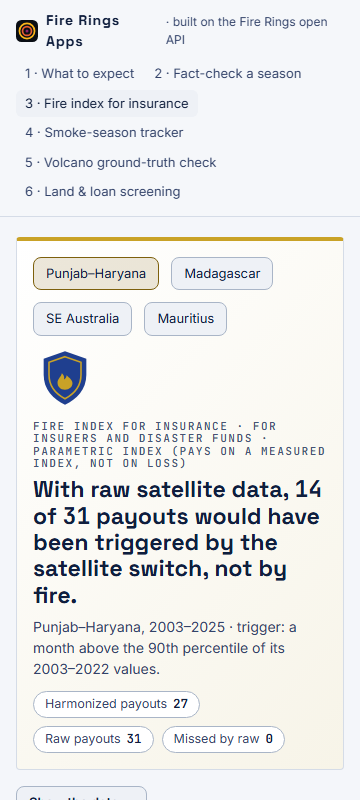 Fire Rings
Apps
· built on the Fire Rings open
API
1 · What to expect
2 · Fact-check a season
3 · Fire index for insurance
4 · Smoke-season tracker
5 · Volcano ground-truth check
6 · Land & loan screening
Punjab–Haryana
Madagascar
SE Australia
Mauritius
FIRE INDEX FOR INSURANCE · FOR
INSURERS AND DISASTER FUNDS ·
PARAMETRIC INDEX (PAYS ON A MEASURED
INDEX, NOT ON LOSS)
With raw satellite data, 14
of 31 payouts would have
been triggered by the
satellite switch, not by
fire.
Punjab–Haryana, 2003–2025 · trigger: a
month above the 90th percentile of its
2003–2022 values.
Harmonized payouts 27
Raw payouts 31
Missed by raw 0